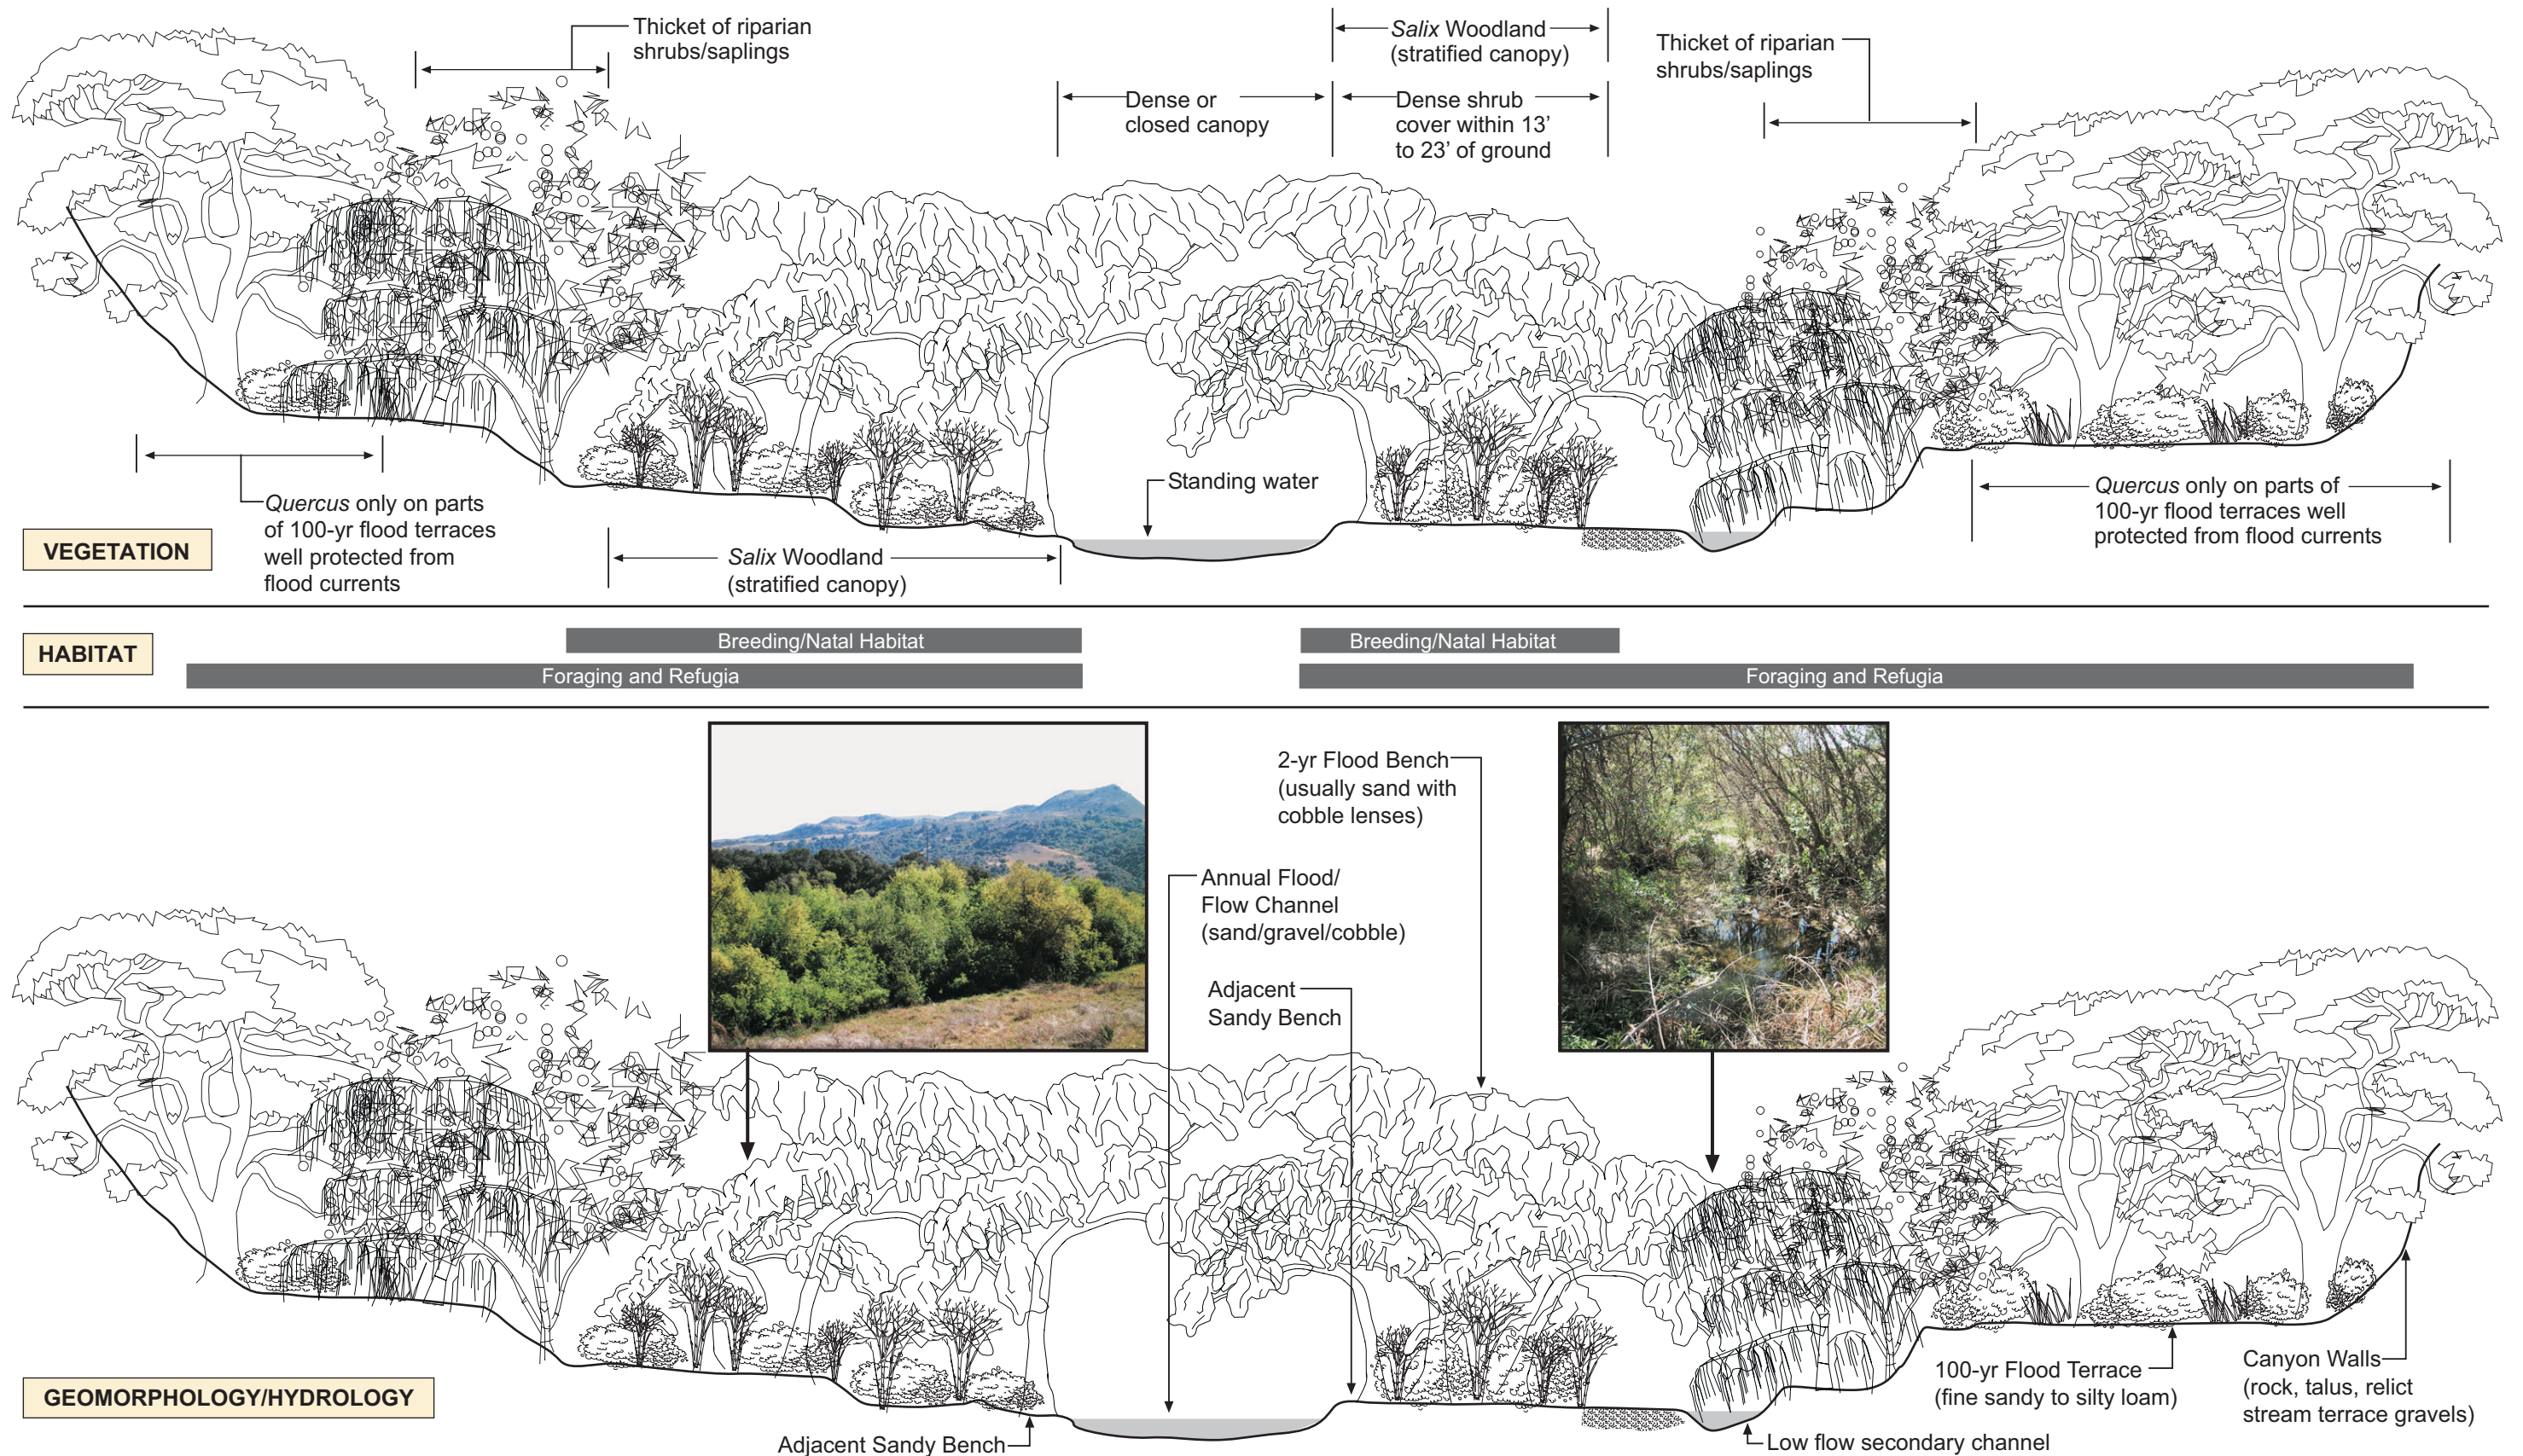 Thicket of riparian
shrubs/saplings
Salix Woodland
(stratified canopy)
Thicket of riparian
shrubs/saplings
Dense or
closed canopy
Dense shrub
cover within 13’
to 23’ of ground
Standing water
Quercus only on parts
of 100-yr flood terraces
well protected from
flood currents
Quercus only on parts of
100-yr flood terraces well
protected from flood currents
VEGETATION
Salix Woodland
(stratified canopy)
HABITAT
Breeding/Natal Habitat
Breeding/Natal Habitat
Foraging and Refugia
Foraging and Refugia
2-yr Flood Bench
(usually sand with
cobble lenses)
Annual Flood/
Flow Channel
(sand/gravel/cobble)
Adjacent
Sandy Bench
100-yr Flood Terrace
(fine sandy to silty loam)
Canyon Walls
(rock, talus, relict
stream terrace gravels)
GEOMORPHOLOGY/HYDROLOGY
Adjacent Sandy Bench
Low flow secondary channel